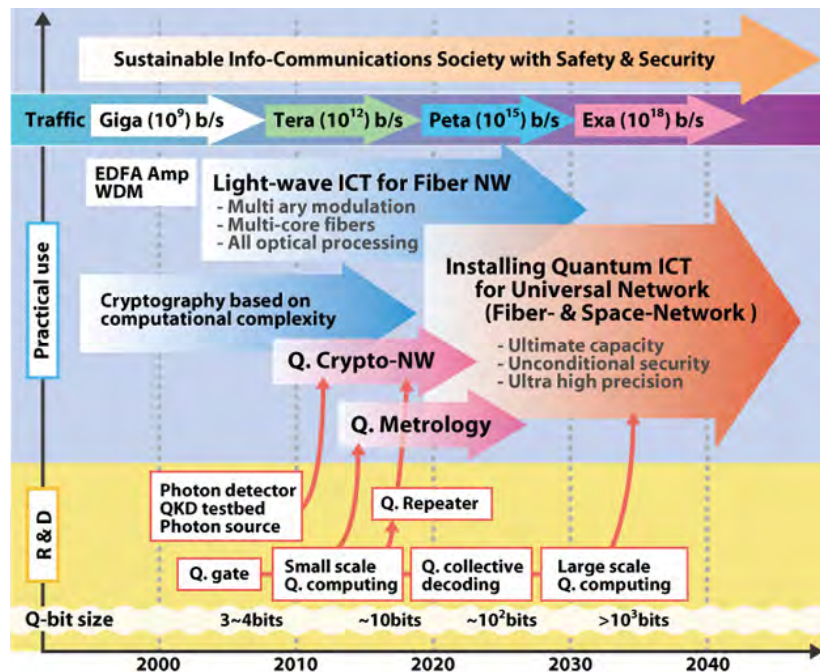 Sustainable Info-Communications Society with Safety & Security
Traffic
Giga (10⁹) b/s
Tera (10¹²) b/s
Peta (10¹⁵) b/s
Exa (10¹⁸) b/s
Practical use
EDFA Amp
WDM
Light-wave ICT for Fiber NW
- Multi ary modulation
- Multi-core fibers
- All optical processing
Installing Quantum ICT
for Universal Network
(Fiber- & Space-Network )
- Ultimate capacity
- Unconditional security
- Ultra high precision
Cryptography based on
computational complexity
Q. Crypto-NW
Q. Metrology
R & D
Photon detector
QKD testbed
Photon source
Q. Repeater
Q. gate
Small scale
Q. computing
Q. collective
decoding
Large scale
Q. computing
Q-bit size
3~4bits
~10bits
~10²bits
>10³bits
2000
2010
2020
2030
2040